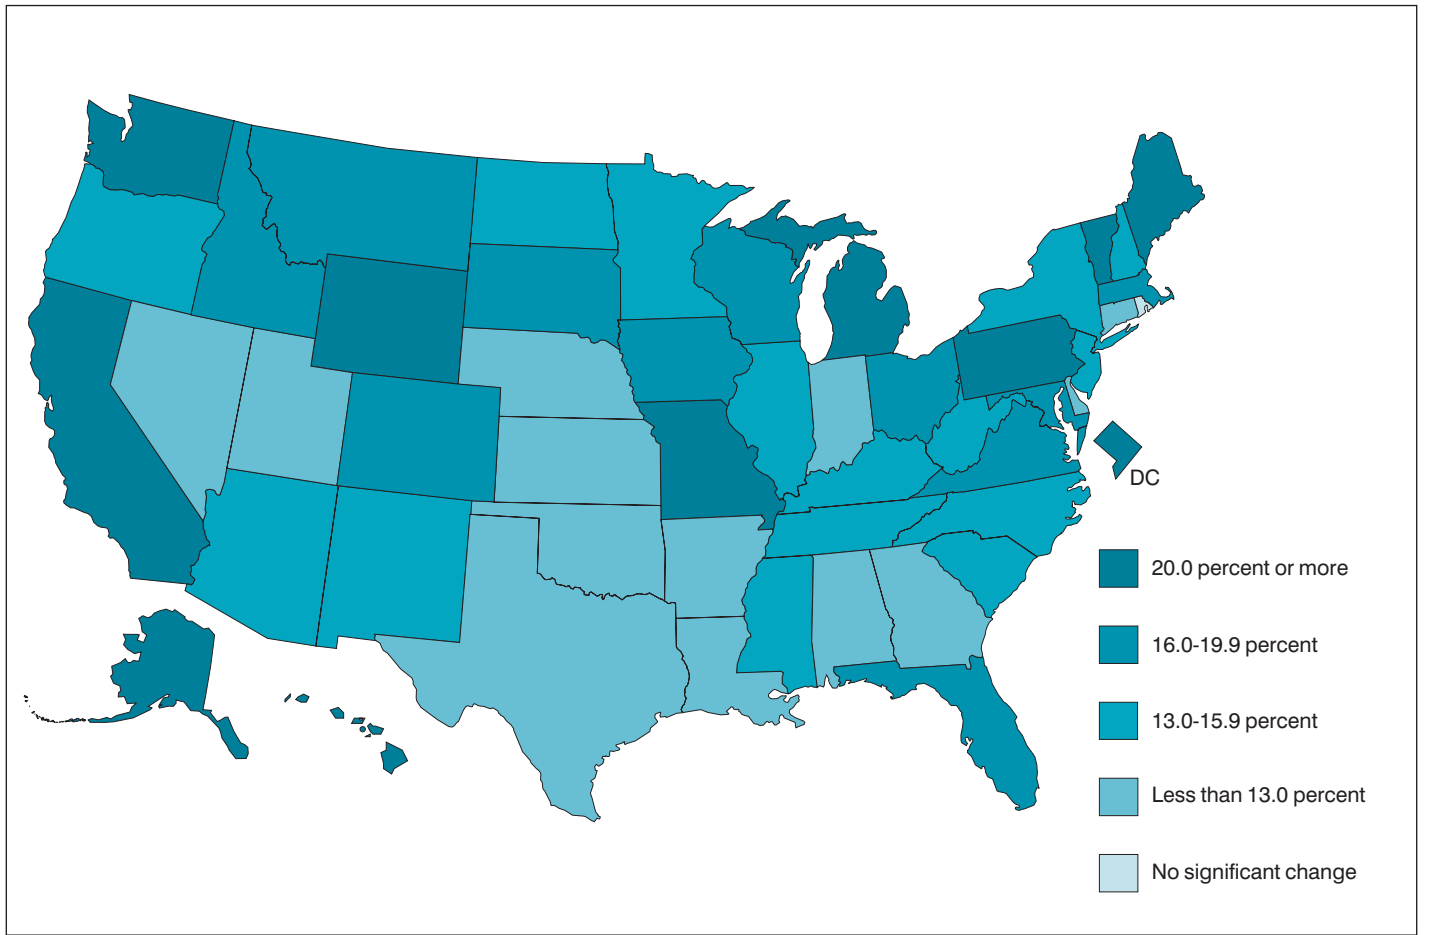 DC
20.0 percent or more
16.0-19.9 percent
13.0-15.9 percent
Less than 13.0 percent
No significant change